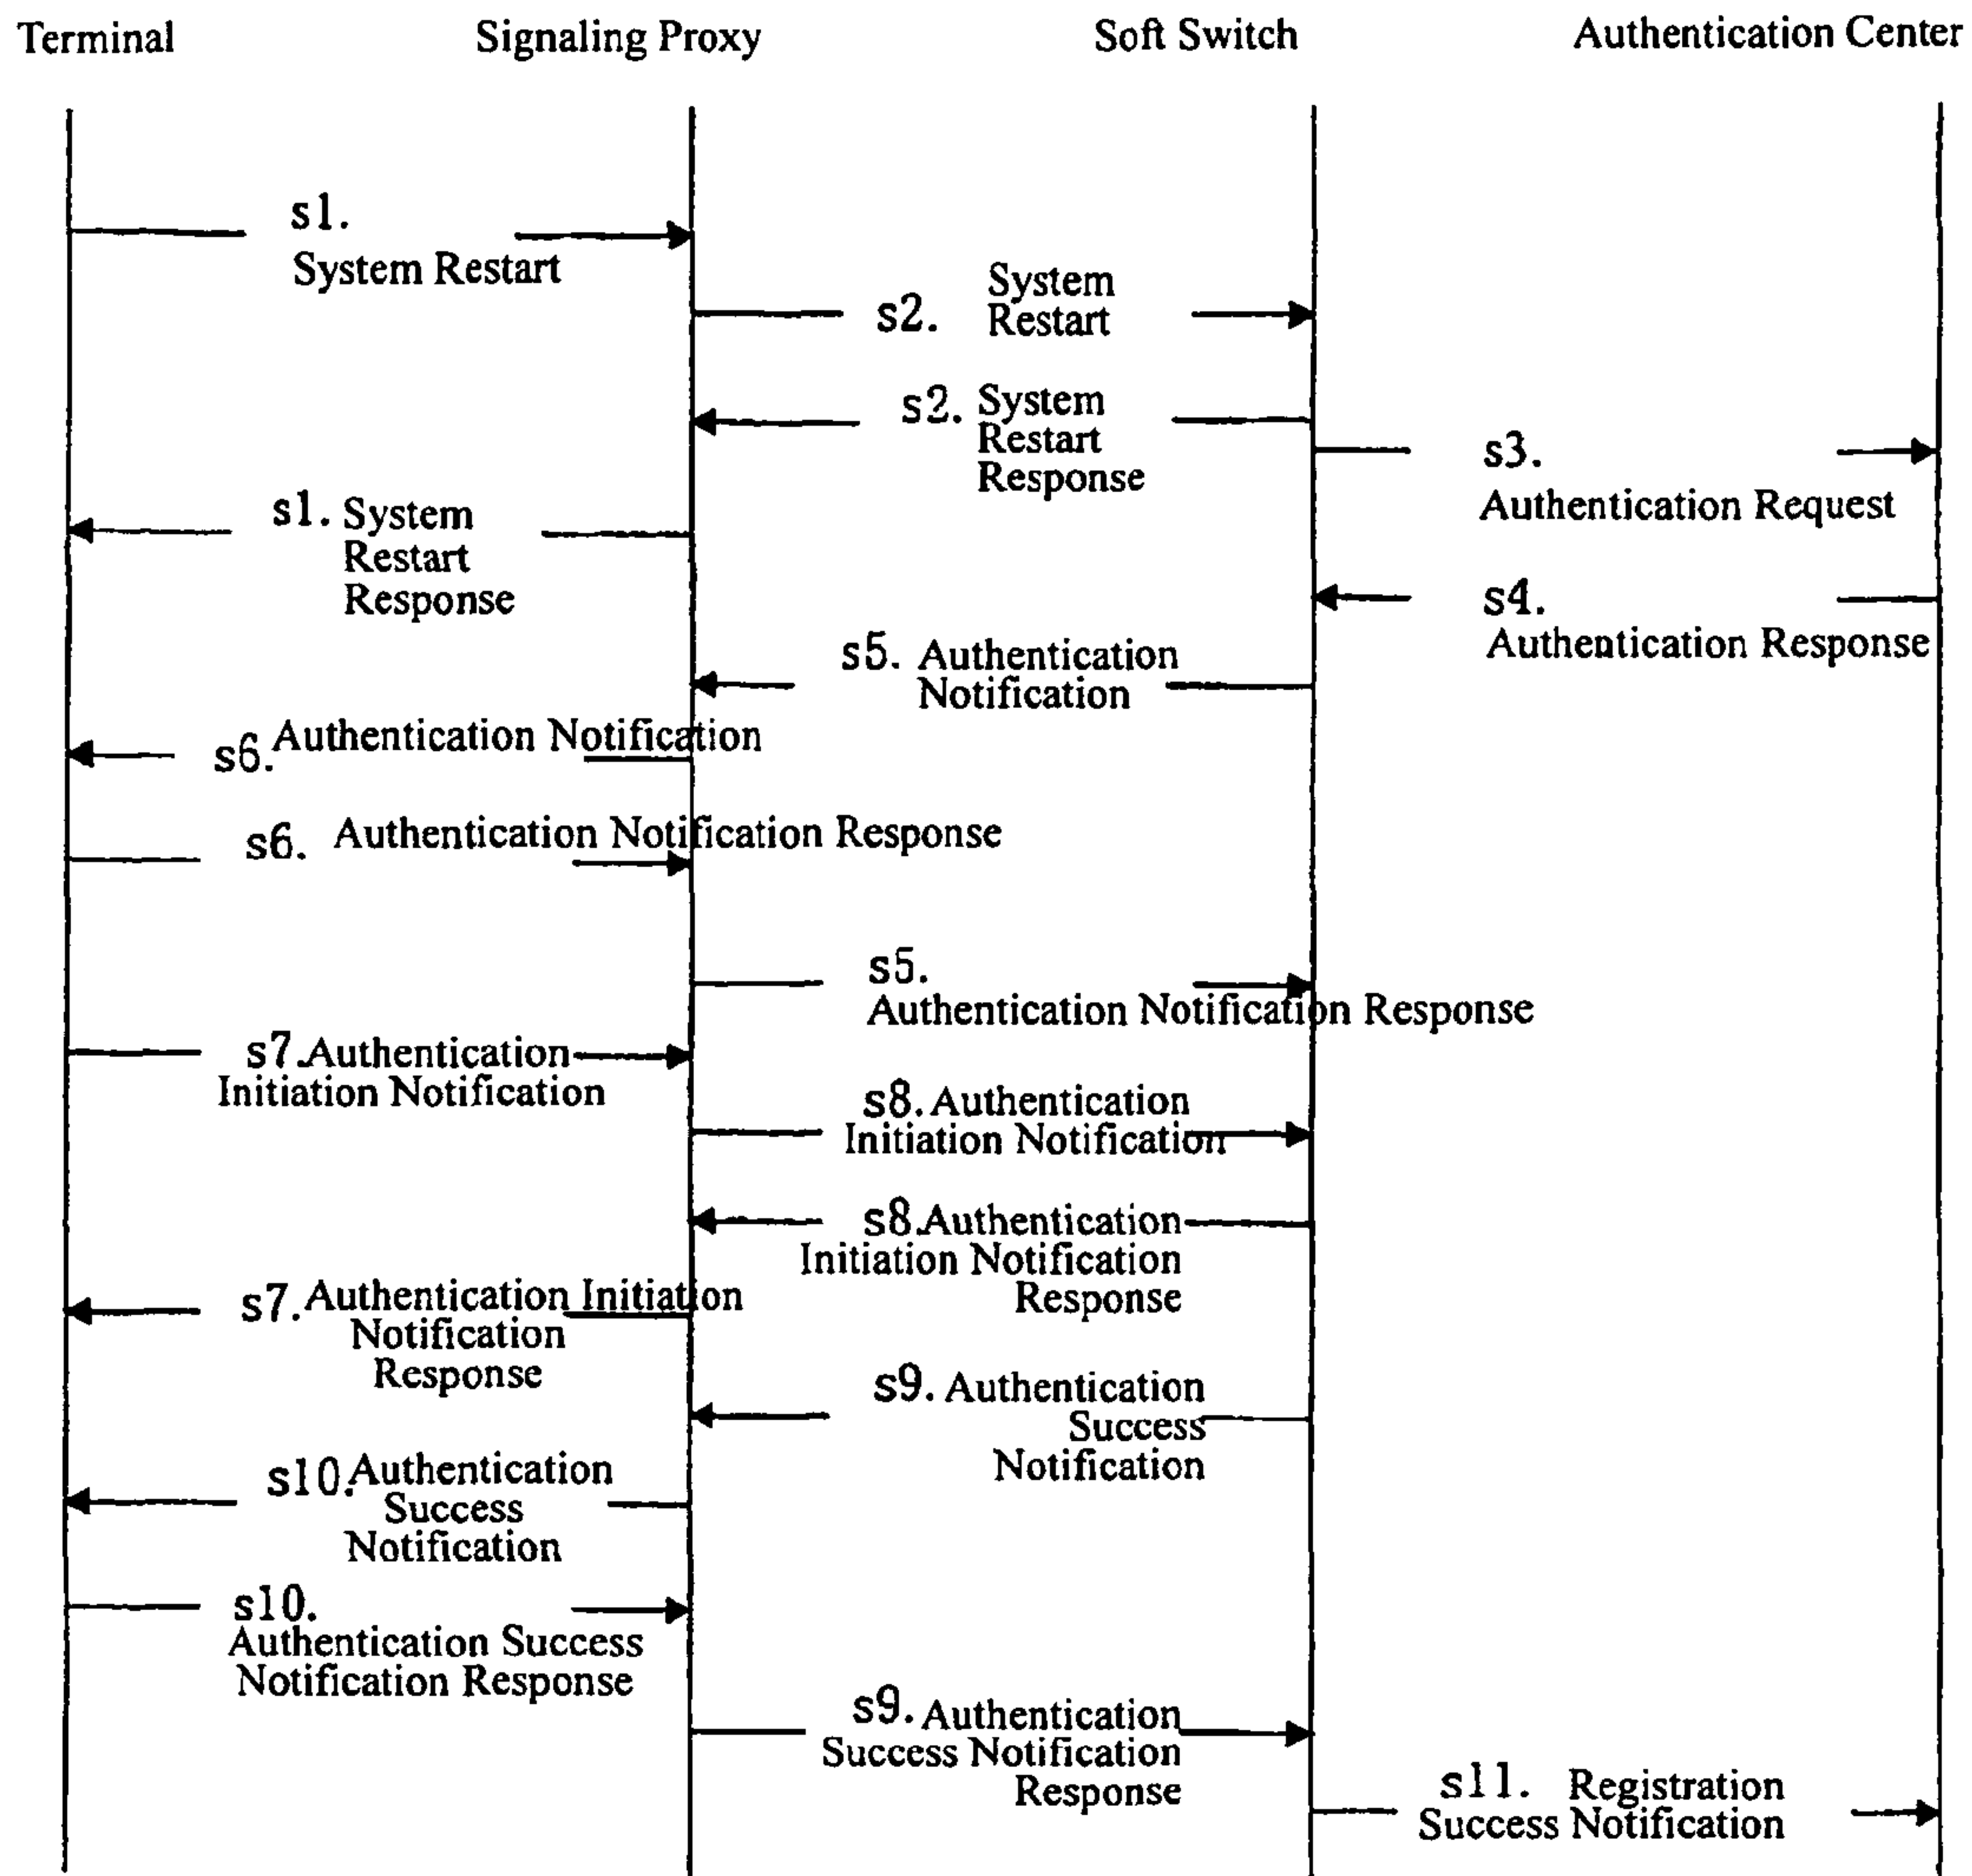 Terminal
Signaling Proxy
Soft Switch
Authentication Center
s1.
System Restart
s2. System
Restart
s2. System
Restart
Response
s3.
Authentication Request
s1. System
Restart
Response
s4.
Authentication Response
s5. Authentication
Notification
s6. Authentication Notification
s6. Authentication Notification Response
s5.
Authentication Notification Response
s7. Authentication
Initiation Notification
s8. Authentication
Initiation Notification
s8. Authentication
Initiation Notification
Response
s7. Authentication Initiation
Notification
Response
s9. Authentication
Success
Notification
s10. Authentication
Success
Notification
s10.
Authentication Success
Notification Response
s9. Authentication
Success Notification
Response
s11. Registration
Success Notification